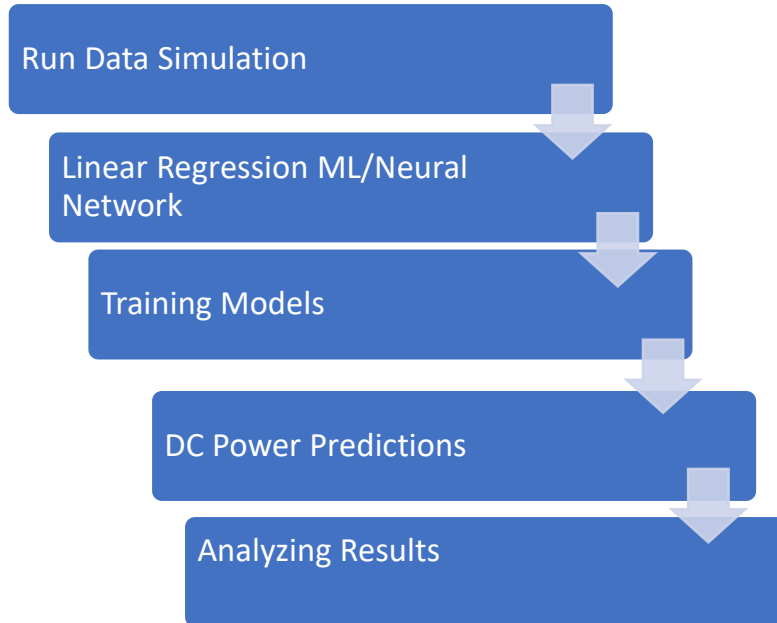 Run Data Simulation
Linear Regression ML/Neural
Network
Training Models
DC Power Predictions
Analyzing Results